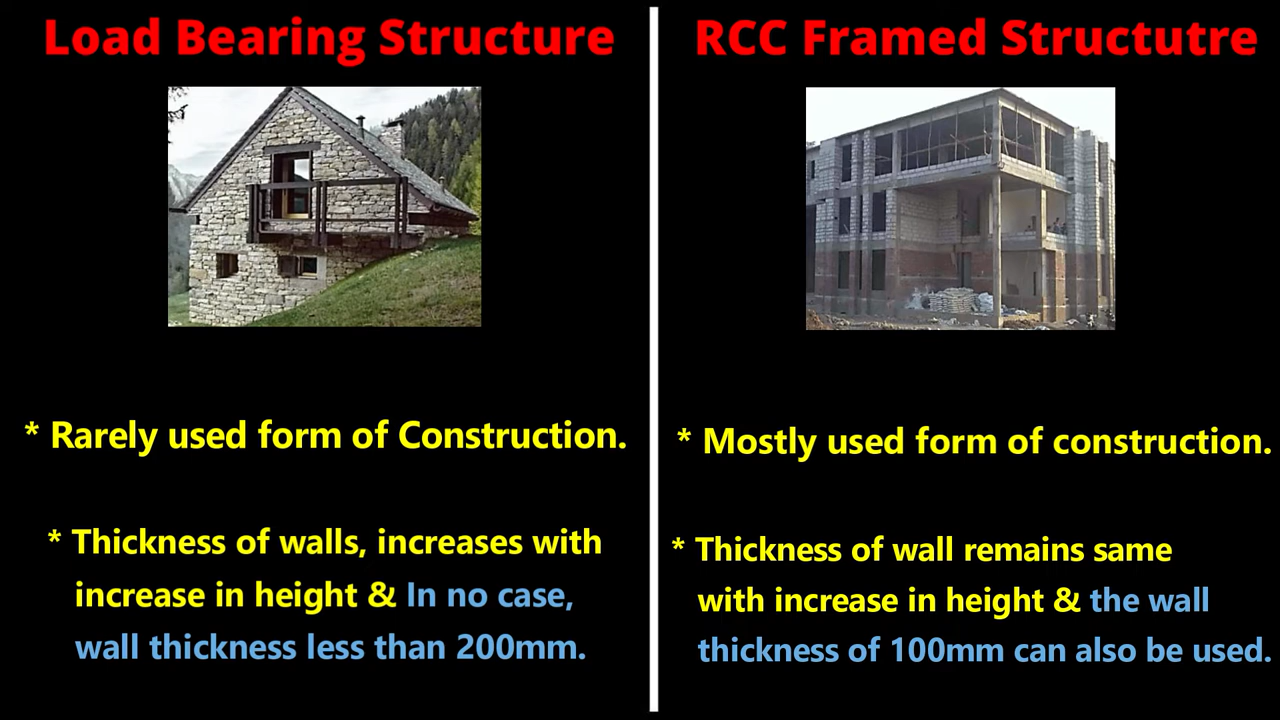 Load Bearing Structure
* Rarely used form of Construction.
* Thickness of walls, increases with
increase in height & In no case,
wall thickness less than 200mm.
RCC Framed Structutre
* Mostly used form of construction.
* Thickness of wall remains same
with increase in height & the wall
thickness of 100mm can also be used.